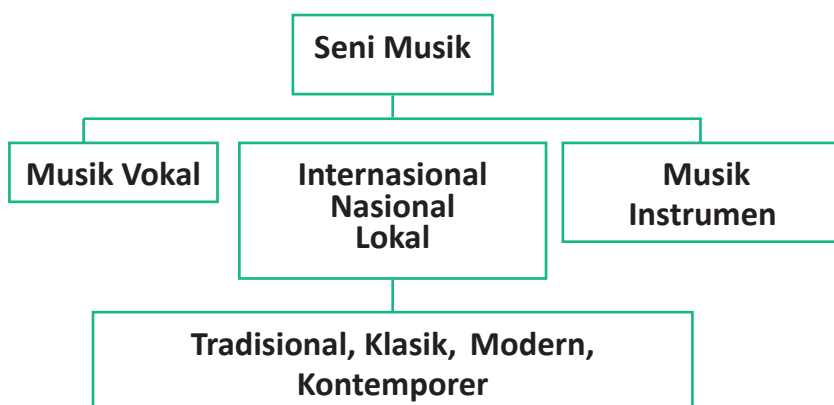 Seni Musik
Musik Vokal
Internasional
Nasional
Lokal
Musik
Instrumen
Tradisional, Klasik, Modern,
Kontemporer